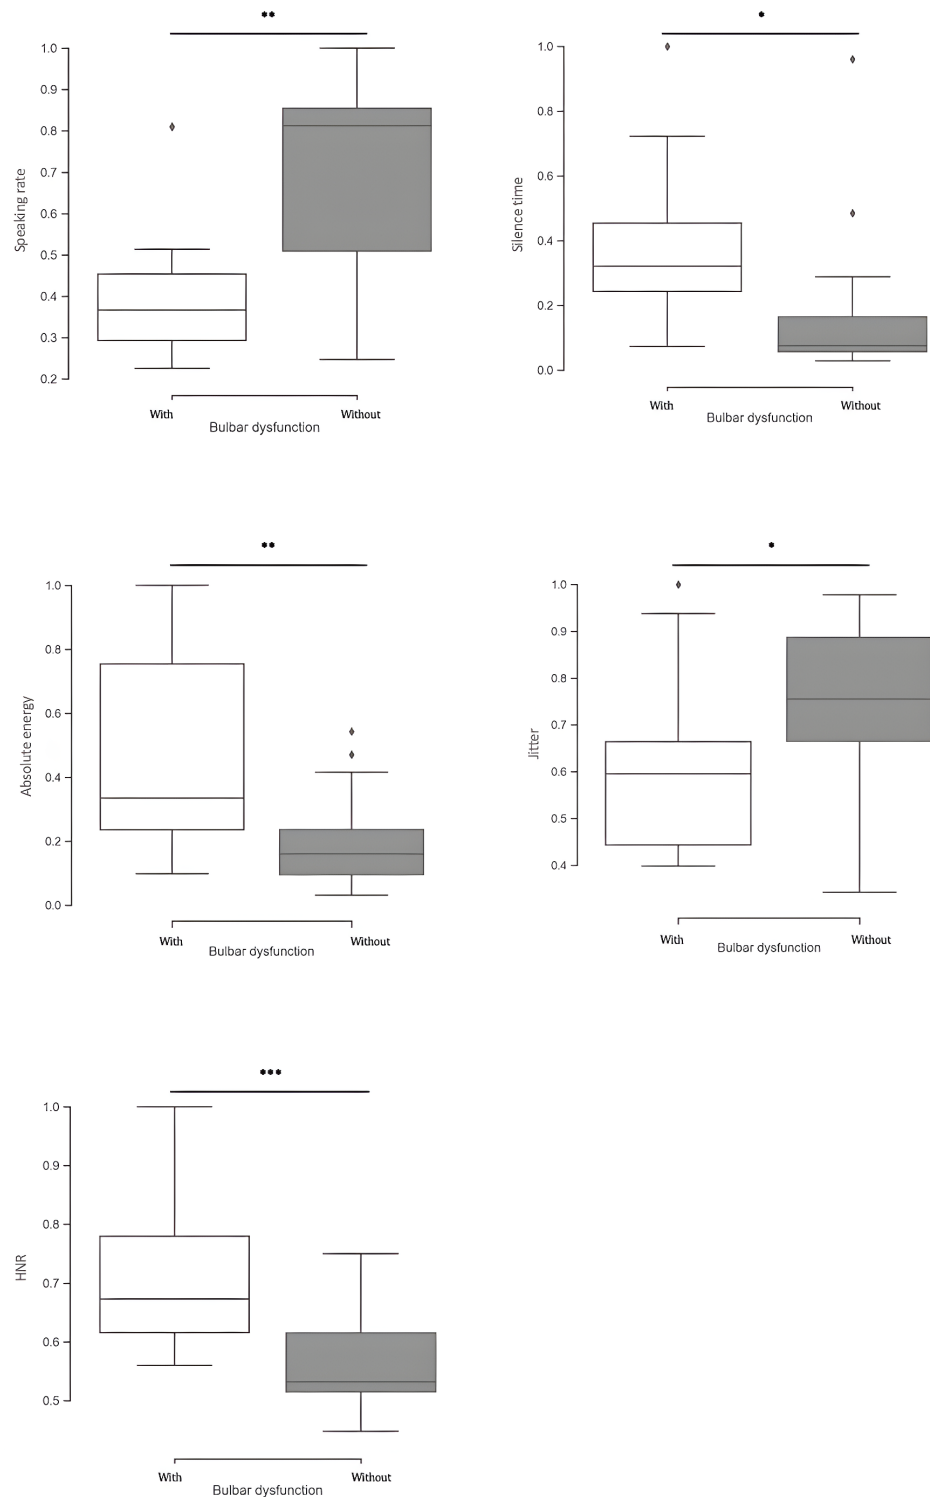 **
1.0
0.9
0.8
0.7
0.6
0.5
0.4
0.3
0.2
Speaking rate
With Without
Bulbar dysfunction
*
1.0
0.8
0.6
0.4
0.2
0.0
Silence time
With Without
Bulbar dysfunction
**
1.0
0.8
0.6
0.4
0.2
0.0
Absolute energy
With Without
Bulbar dysfunction
*
1.0
0.9
0.8
0.7
0.6
0.5
0.4
Jitter
With Without
Bulbar dysfunction
***
1.0
0.9
0.8
0.7
0.6
0.5
HNR
With Without
Bulbar dysfunction